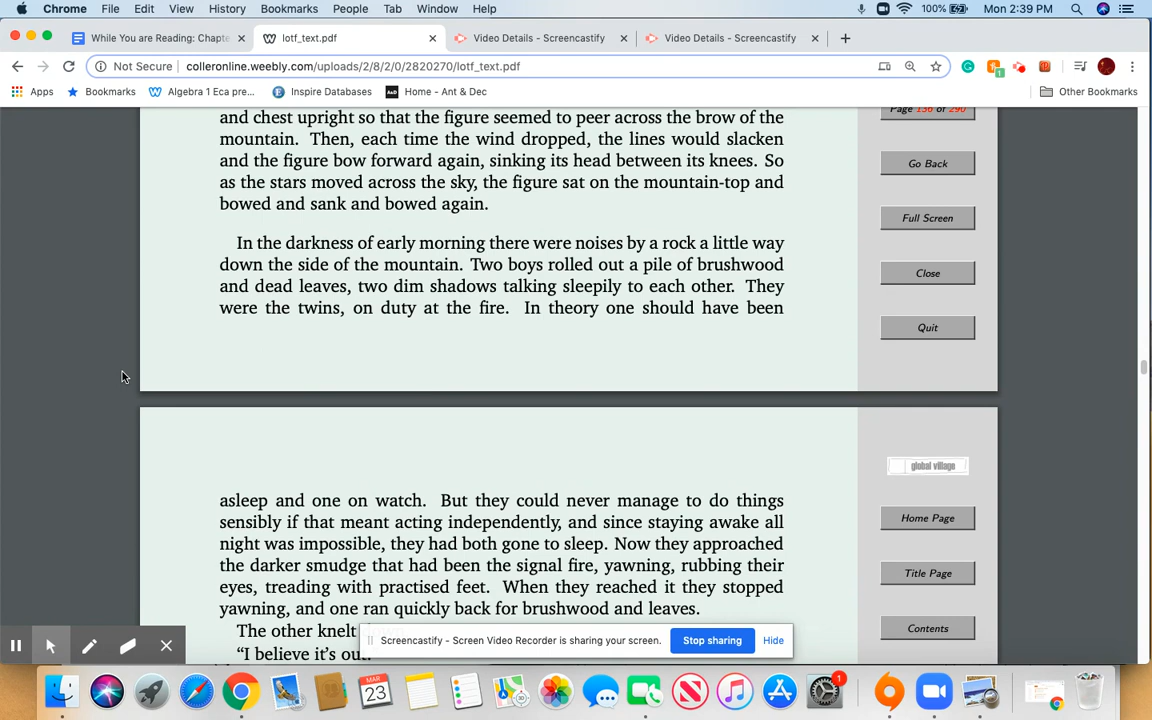 Chrome File Edit View History Bookmarks People Tab Window Help 100% Mon 2:39 PM
While You are Reading: Chapte
lotf_text.pdf
Video Details - Screencastify
Video Details - Screencastify
Not Secure colleronline.weebly.com/uploads/2/8/2/0/2820270/lotf_text.pdf
Apps Bookmarks Algebra 1 Eca pre... Inspire Databases Home - Ant & Dec Other Bookmarks
and chest upright so that the figure seemed to peer across the brow of the
mountain. Then, each time the wind dropped, the lines would slacken
and the figure bow forward again, sinking its head between its knees. So
as the stars moved across the sky, the figure sat on the mountain-top and
bowed and sank and bowed again.
In the darkness of early morning there were noises by a rock a little way
down the side of the mountain. Two boys rolled out a pile of brushwood
and dead leaves, two dim shadows talking sleepily to each other. They
were the twins, on duty at the fire. In theory one should have been
Page 136 of 290
Go Back
Full Screen
Close
Quit
asleep and one on watch. But they could never manage to do things
sensibly if that meant acting independently, and since staying awake all
night was impossible, they had both gone to sleep. Now they approached
the darker smudge that had been the signal fire, yawning, rubbing their
eyes, treading with practised feet. When they reached it they stopped
yawning, and one ran quickly back for brushwood and leaves.
The other knelt
"I believe it's out."
global village
Home Page
Title Page
Contents
Screencastify - Screen Video Recorder is sharing your screen. Stop sharing Hide
MAR
23
1